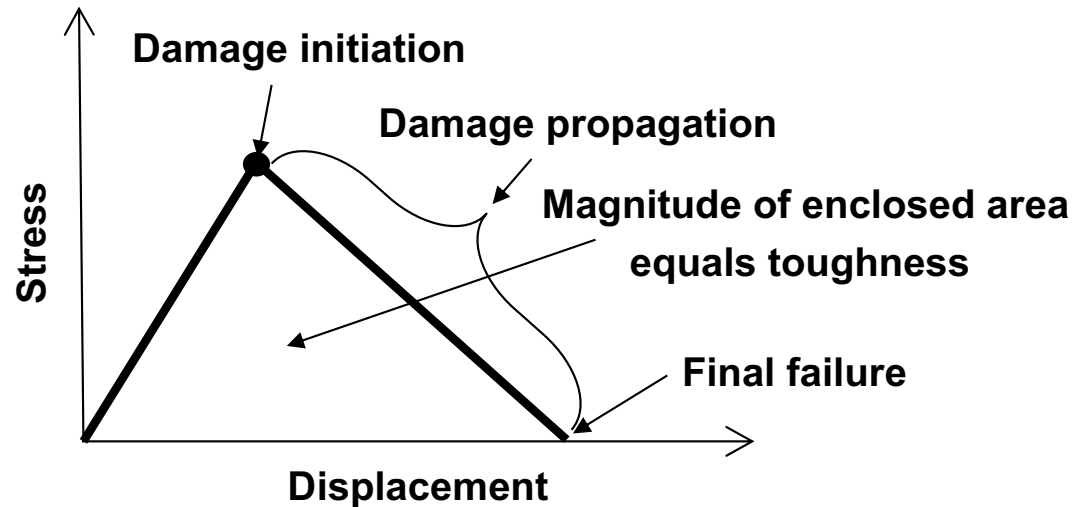 Damage initiation
Damage propagation
Magnitude of enclosed area
equals toughness
Stress
Final failure
Displacement